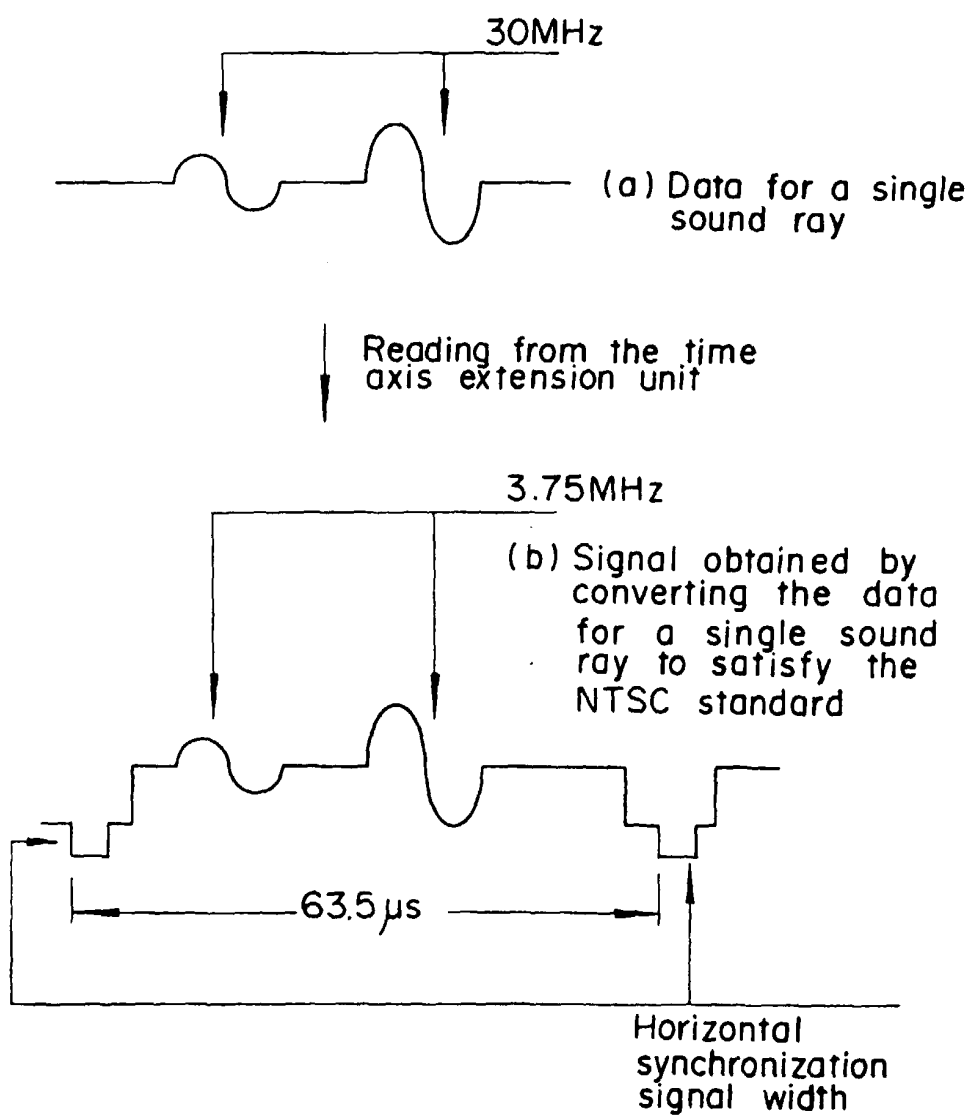 30MHz
(a) Data for a single
sound ray
Reading from the time
axis extension unit
3.75MHz
(b) Signal obtained by
converting the data
for a single sound
ray to satisfy the
NTSC standard
63.5µs
Horizontal
synchronization
signal width